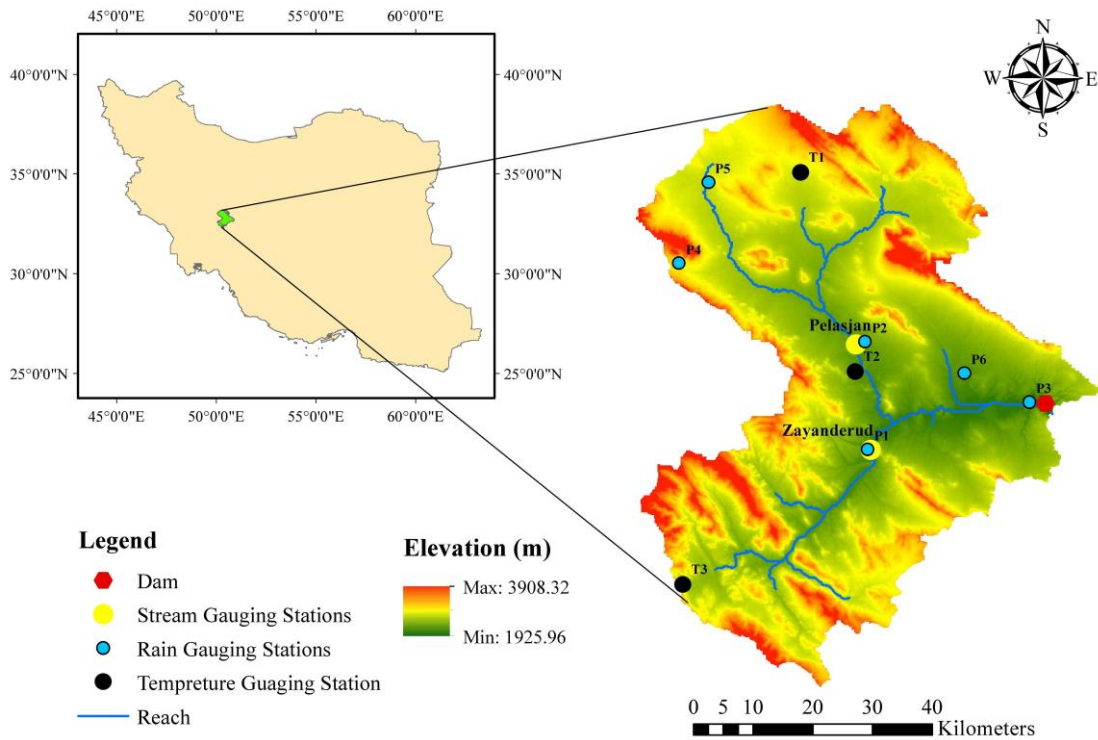 45°0'0"E 50°0'0"E 55°0'0"E 60°0'0"E
40°0'0"N 40°0'0"N
35°0'0"N 35°0'0"N
30°0'0"N 30°0'0"N
25°0'0"N 25°0'0"N
45°0'0"E 50°0'0"E 55°0'0"E 60°0'0"E
N
W E
S
T1
P5
P4
Pelasjan P2
T2
P6
P3
Zayanderud P1
T3
Legend
Dam
Stream Gauging Stations
Rain Gauging Stations
Tempreture Guaging Station
Reach
Elevation (m)
Max: 3908.32
Min: 1925.96
0 5 10 20 30 40
Kilometers